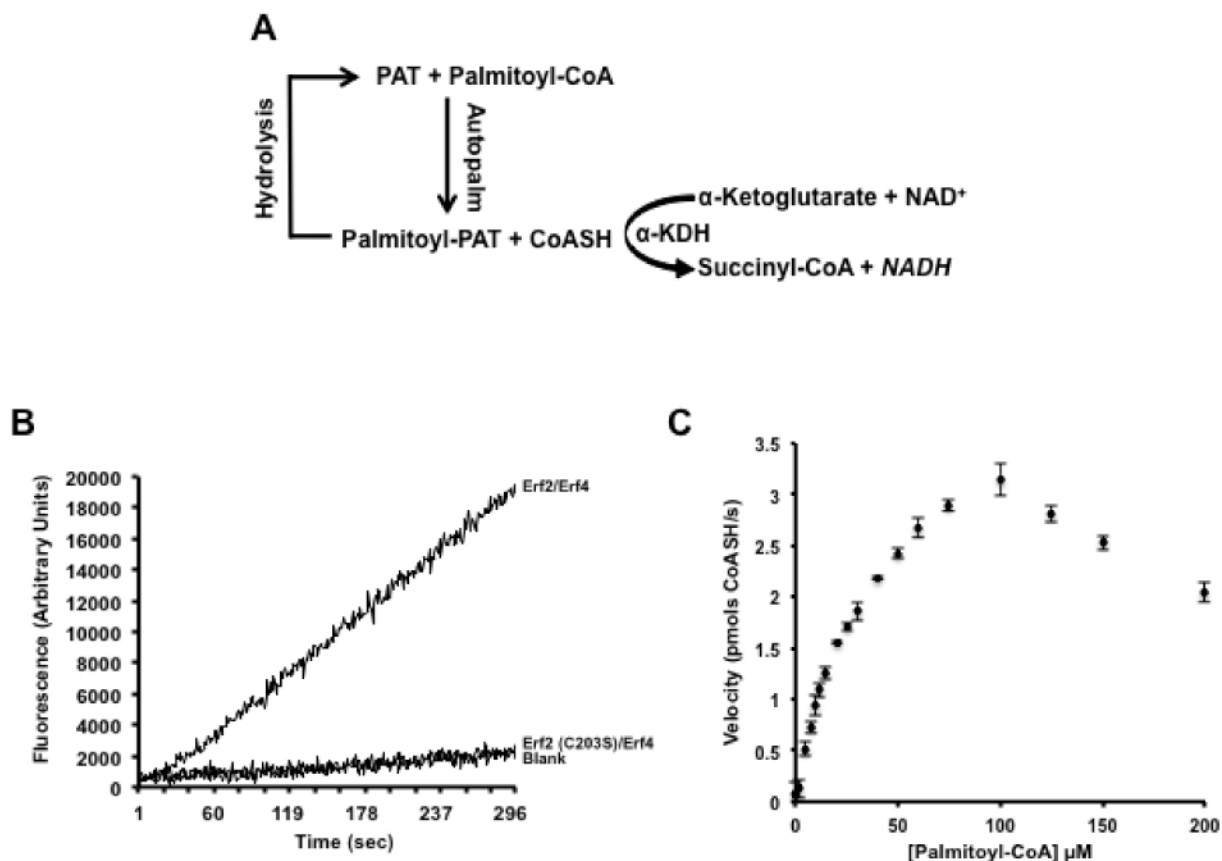 A
PAT + Palmitoyl-CoA
Hydrolysis
Autopalm
α-Ketoglutarate + NAD⁺
Palmitoyl-PAT + CoASH
α-KDH
Succinyl-CoA + NADH
B
Fluorescence (Arbitrary Units)
20000
18000
16000
14000
12000
10000
8000
6000
4000
2000
0
Erf2/Erf4
Erf2 (C203S)/Erf4
Blank
1 60 119 178 237 296
Time (sec)
C
Velocity (pmols CoASH/s)
3.5
3
2.5
2
1.5
1
0.5
0
0 50 100 150 200
[Palmitoyl-CoA] µM